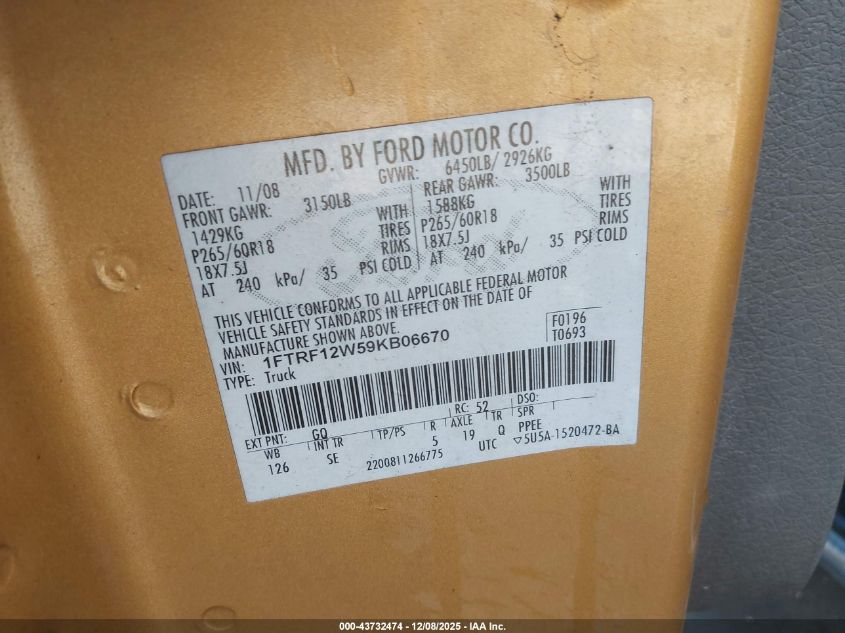 MFD. BY FORD MOTOR CO.
DATE: 11/08 GVWR: 6450LB/ 2926KG
FRONT GAWR: 3150LB REAR GAWR: 3500LB
1429KG WITH 1588KG WITH
P265/60R18 TIRES P265/60R18 TIRES
18X7.5J RIMS 18X7.5J RIMS
AT 240 kPa/ 35 PSI COLD AT 240 kPa/ 35 PSI COLD
THIS VEHICLE CONFORMS TO ALL APPLICABLE FEDERAL MOTOR
VEHICLE SAFETY STANDARDS IN EFFECT ON THE DATE OF
MANUFACTURE SHOWN ABOVE.
VIN: 1FTRF12W59KB06670 F0196
TYPE: Truck T0693
EXT PNT: GQ RC: 52 DSO:
WB INT TR TP/PS R AXLE TR SPR
126 SE 5 19 Q PPEE
2200811266775 UTC ▽5U5A-1520472-BA
000-43732474 - 12/08/2025 - IAA Inc.